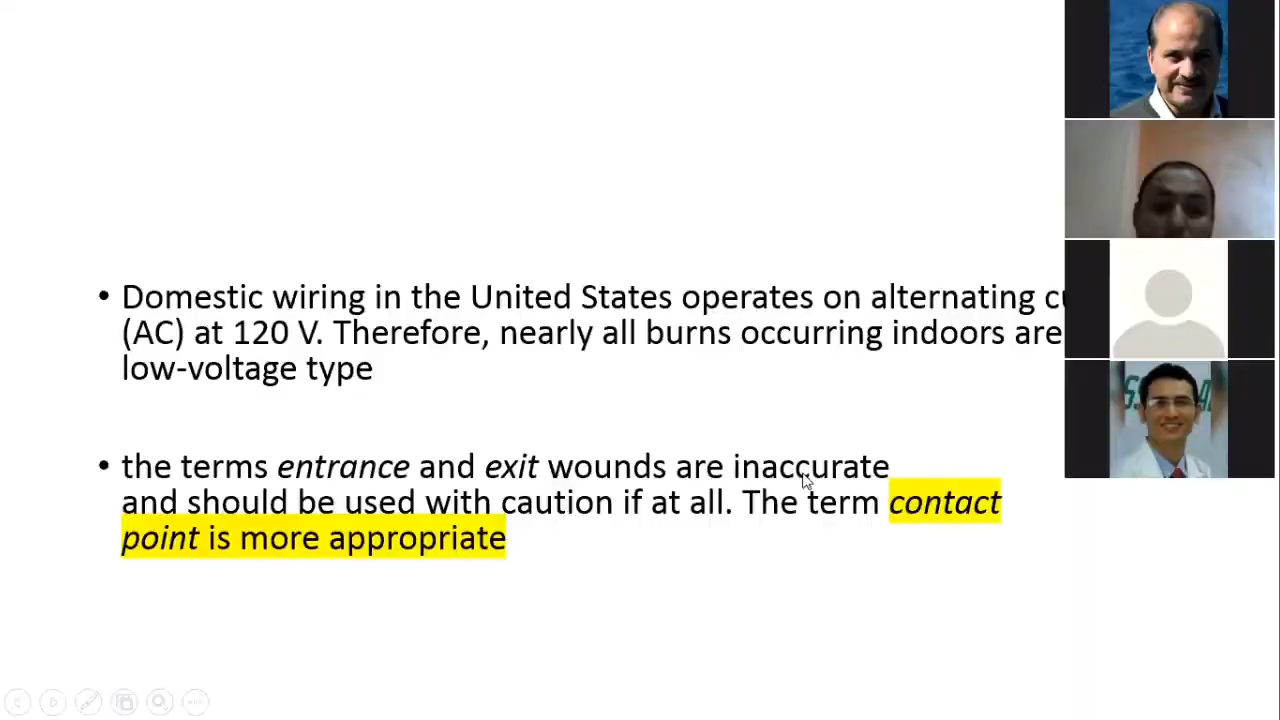 • Domestic wiring in the United States operates on alternating
(AC) at 120 V. Therefore, nearly all burns occurring indoors are
low-voltage type
• the terms entrance and exit wounds are inaccurate
and should be used with caution if at all. The term contact
point is more appropriate